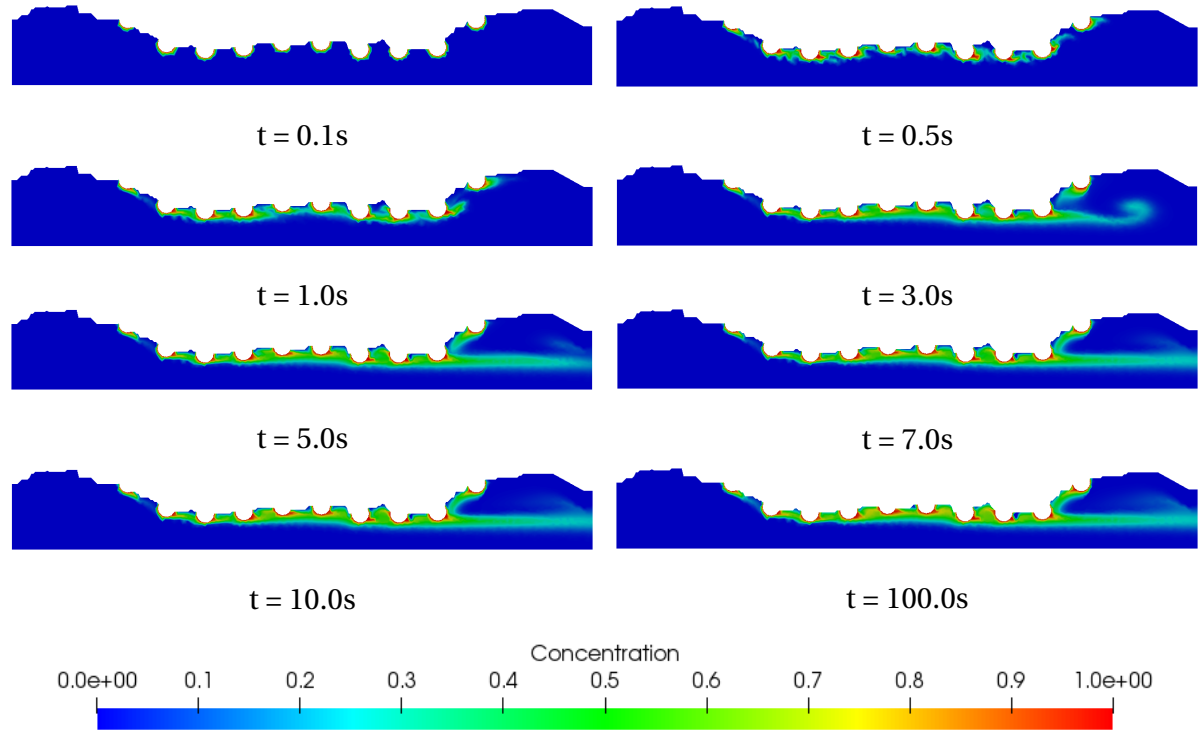 t = 0.1s
t = 0.5s
t = 1.0s
t = 3.0s
t = 5.0s
t = 7.0s
t = 10.0s
t = 100.0s
Concentration
0.0e+00 0.1 0.2 0.3 0.4 0.5 0.6 0.7 0.8 0.9 1.0e+00